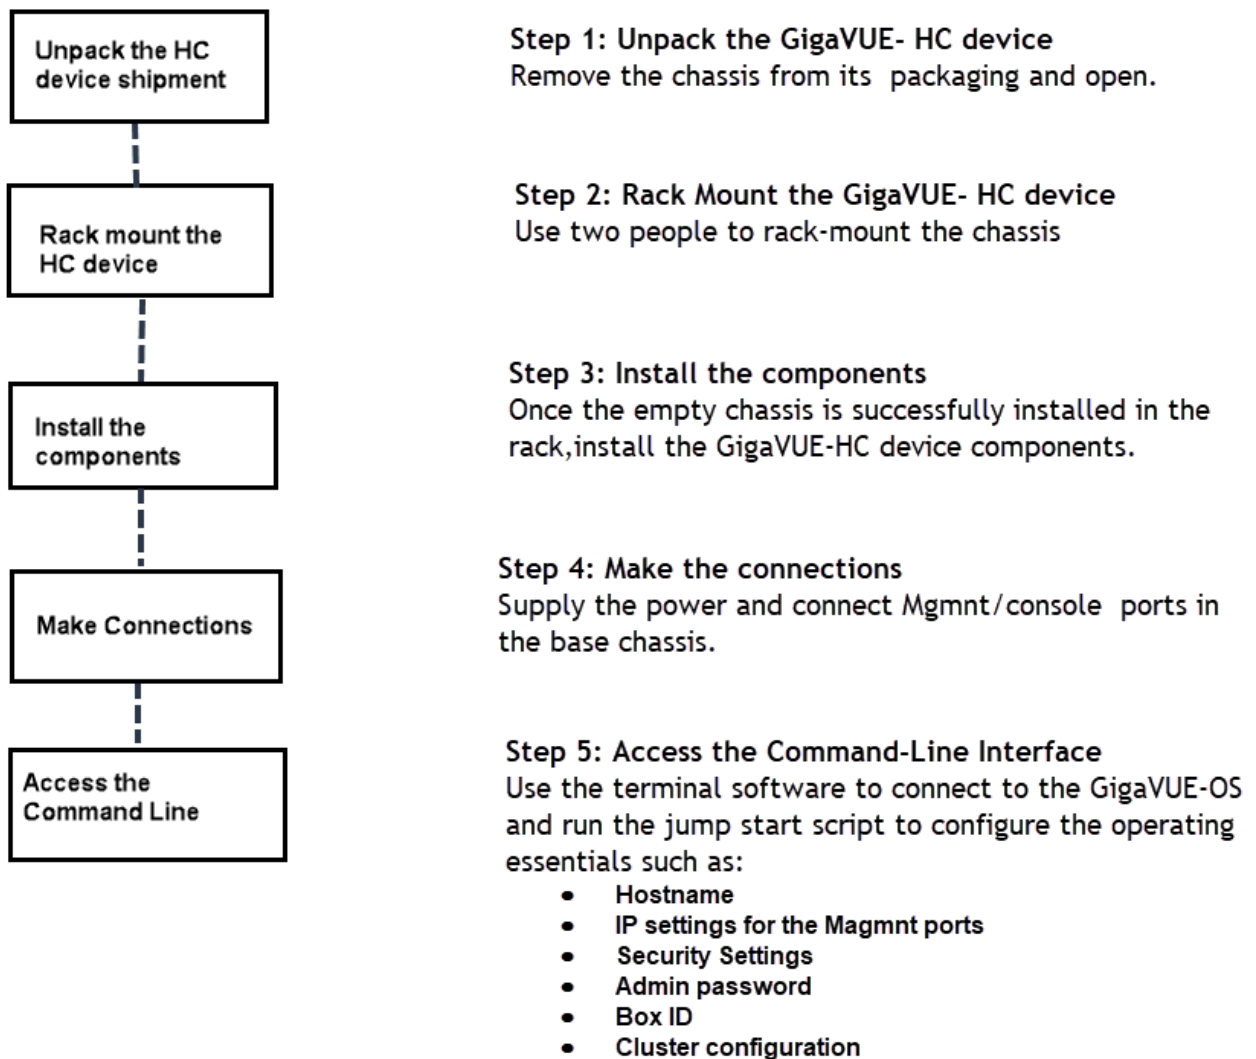 Unpack the HC
device shipment
Step 1: Unpack the GigaVUE- HC device
Remove the chassis from its  packaging and open.
Rack mount the
HC device
Step 2: Rack Mount the GigaVUE- HC device
Use two people to rack-mount the chassis
Install the
components
Step 3: Install the components
Once the empty chassis is successfully installed in the
rack,install the GigaVUE-HC device components.
Make Connections
Step 4: Make the connections
Supply the power and connect Mgmnt/console  ports in
the base chassis.
Access the
Command Line
Step 5: Access the Command-Line Interface
Use the terminal software to connect to the GigaVUE-OS
and run the jump start script to configure the operating
essentials such as:
• Hostname
• IP settings for the Magmnt ports
• Security Settings
• Admin password
• Box ID
• Cluster configuration